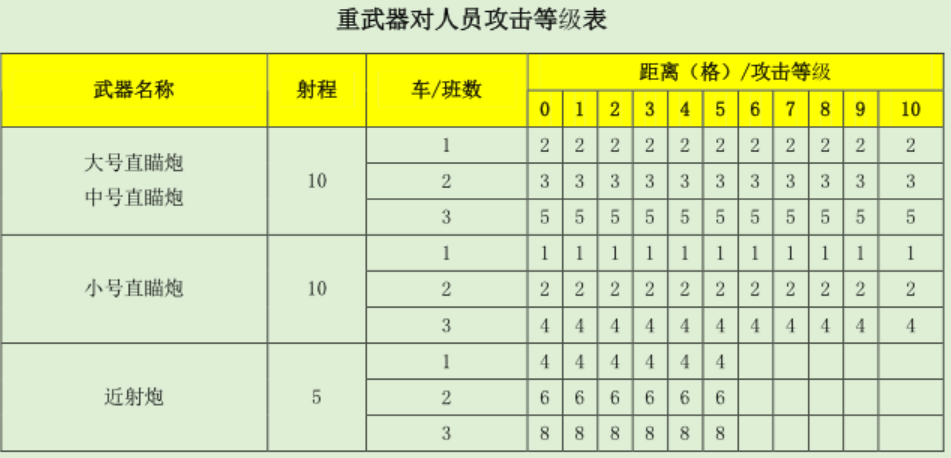 重武器对人员攻击等级表
武器名称 射程 车/班数 距离（格）/攻击等级
0 1 2 3 4 5 6 7 8 9 10
大号直瞄炮
中号直瞄炮
10
1 2 2 2 2 2 2 2 2 2 2 2
2 3 3 3 3 3 3 3 3 3 3 3
3 5 5 5 5 5 5 5 5 5 5 5
小号直瞄炮
10
1 1 1 1 1 1 1 1 1 1 1 1
2 2 2 2 2 2 2 2 2 2 2 2
3 4 4 4 4 4 4 4 4 4 4 4
近射炮
5
1 4 4 4 4 4 4
2 6 6 6 6 6 6
3 8 8 8 8 8 8